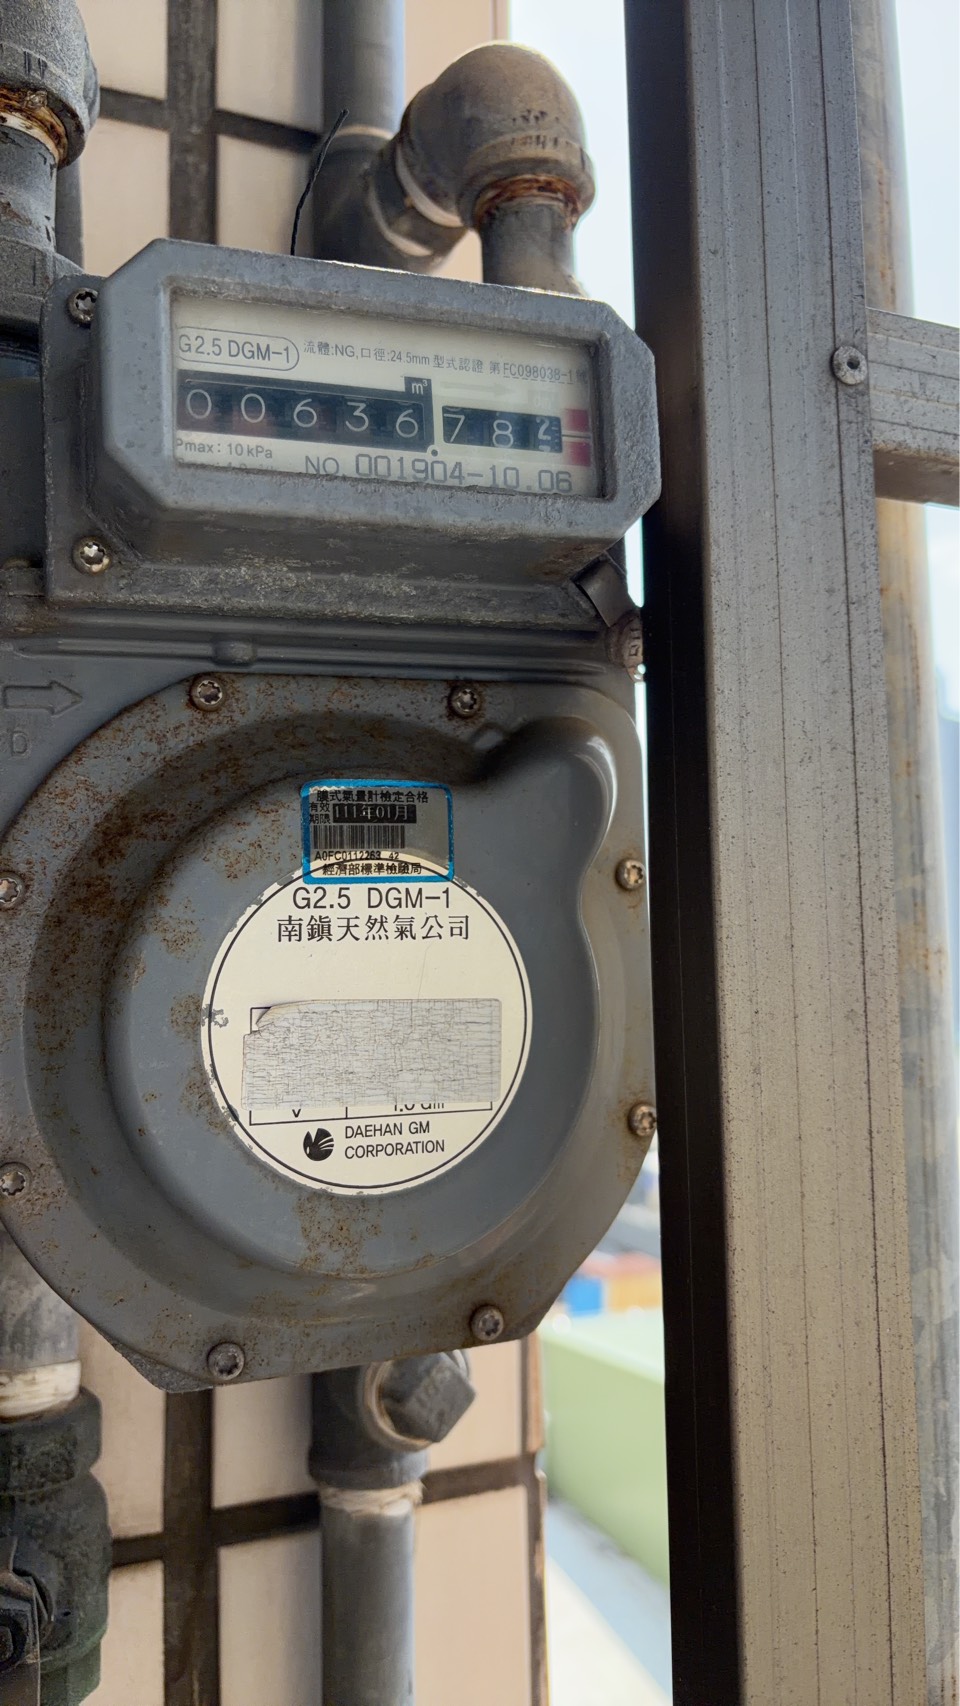 G2.5 DGM-1 流體:NG,口徑:24.5mm 型式認證 第FC098038-1號
m³
0 0 6 3 6 7 8 2
Pmax: 10 kPa
NO. 001904-10.06
膜式氣量計檢定合格
有效期限 111年01月
A0FC0112263 42
經濟部標準檢驗局
G2.5 DGM-1
南鎭天然氣公司
V
DAEHAN GM
CORPORATION